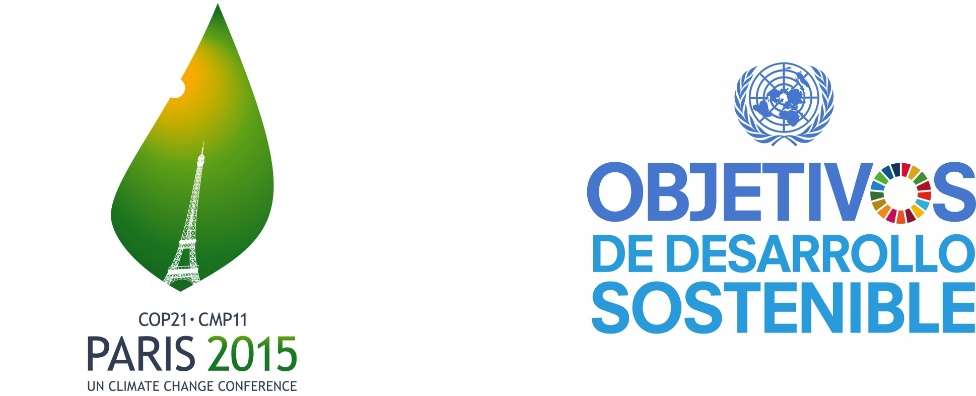 COP21 · CMP11
PARIS 2015
UN CLIMATE CHANGE CONFERENCE
OBJETIVOS
DE DESARROLLO
SOSTENIBLE